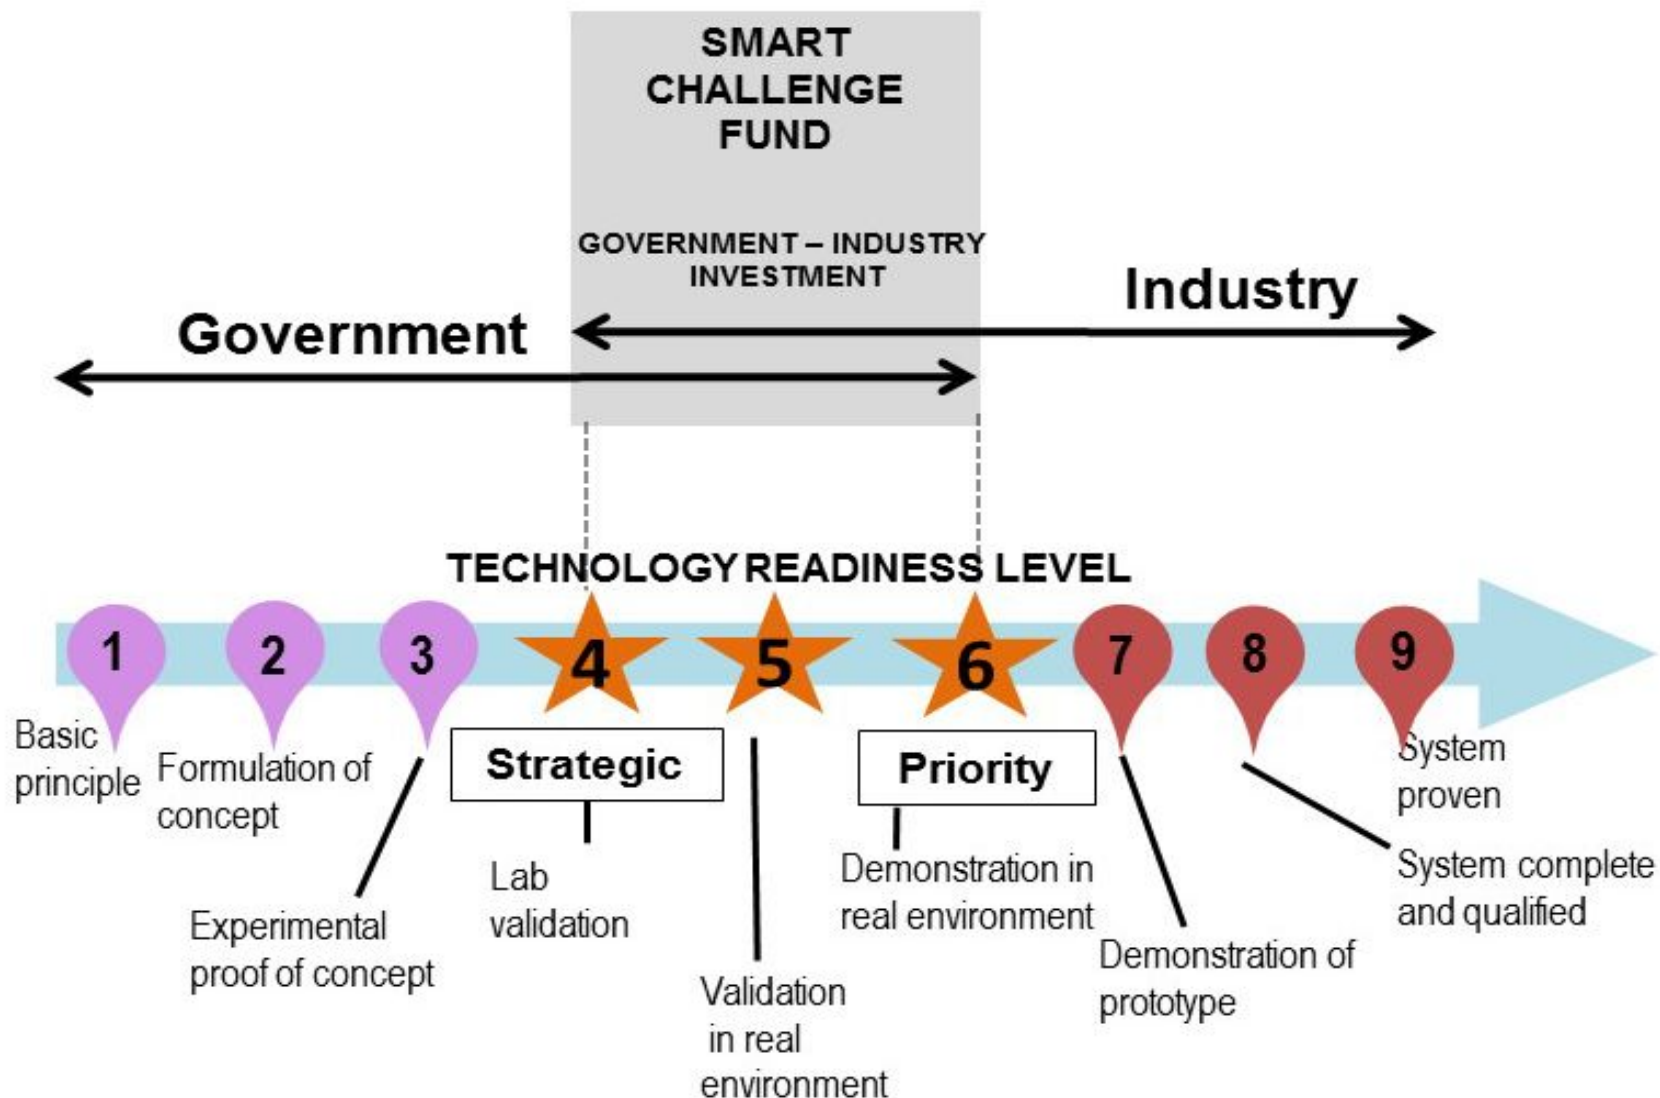 SMART
CHALLENGE
FUND
GOVERNMENT – INDUSTRY
INVESTMENT
Industry
Government
TECHNOLOGY READINESS LEVEL
1
2
3
4
5
6
7
8
9
Basic
principle
Formulation of
concept
Experimental
proof of concept
Strategic
Lab
validation
Validation
in real
environment
Priority
Demonstration in
real environment
Demonstration of
prototype
System complete
and qualified
System
proven